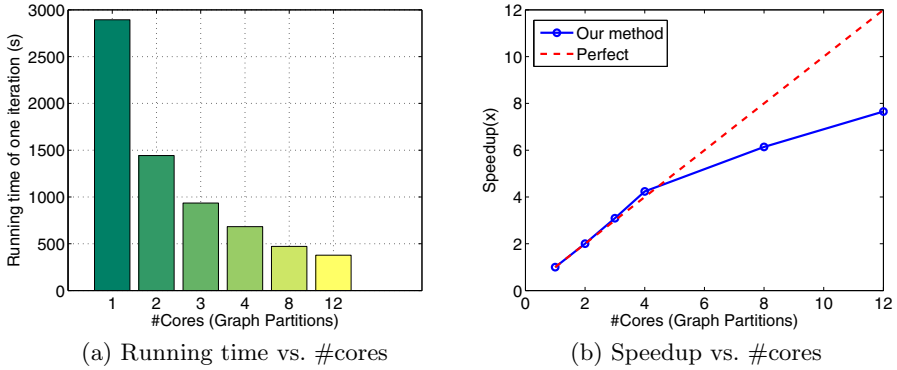 3000
2500
2000
1500
1000
500
0
Running time of one iteration (s)
1 2 3 4 8 12
#Cores (Graph Partitions)
(a) Running time vs. #cores
12
10
8
6
4
2
0
Speedup(x)
Our method
Perfect
0 2 4 6 8 10 12
#Cores (Graph Partitions)
(b) Speedup vs. #cores